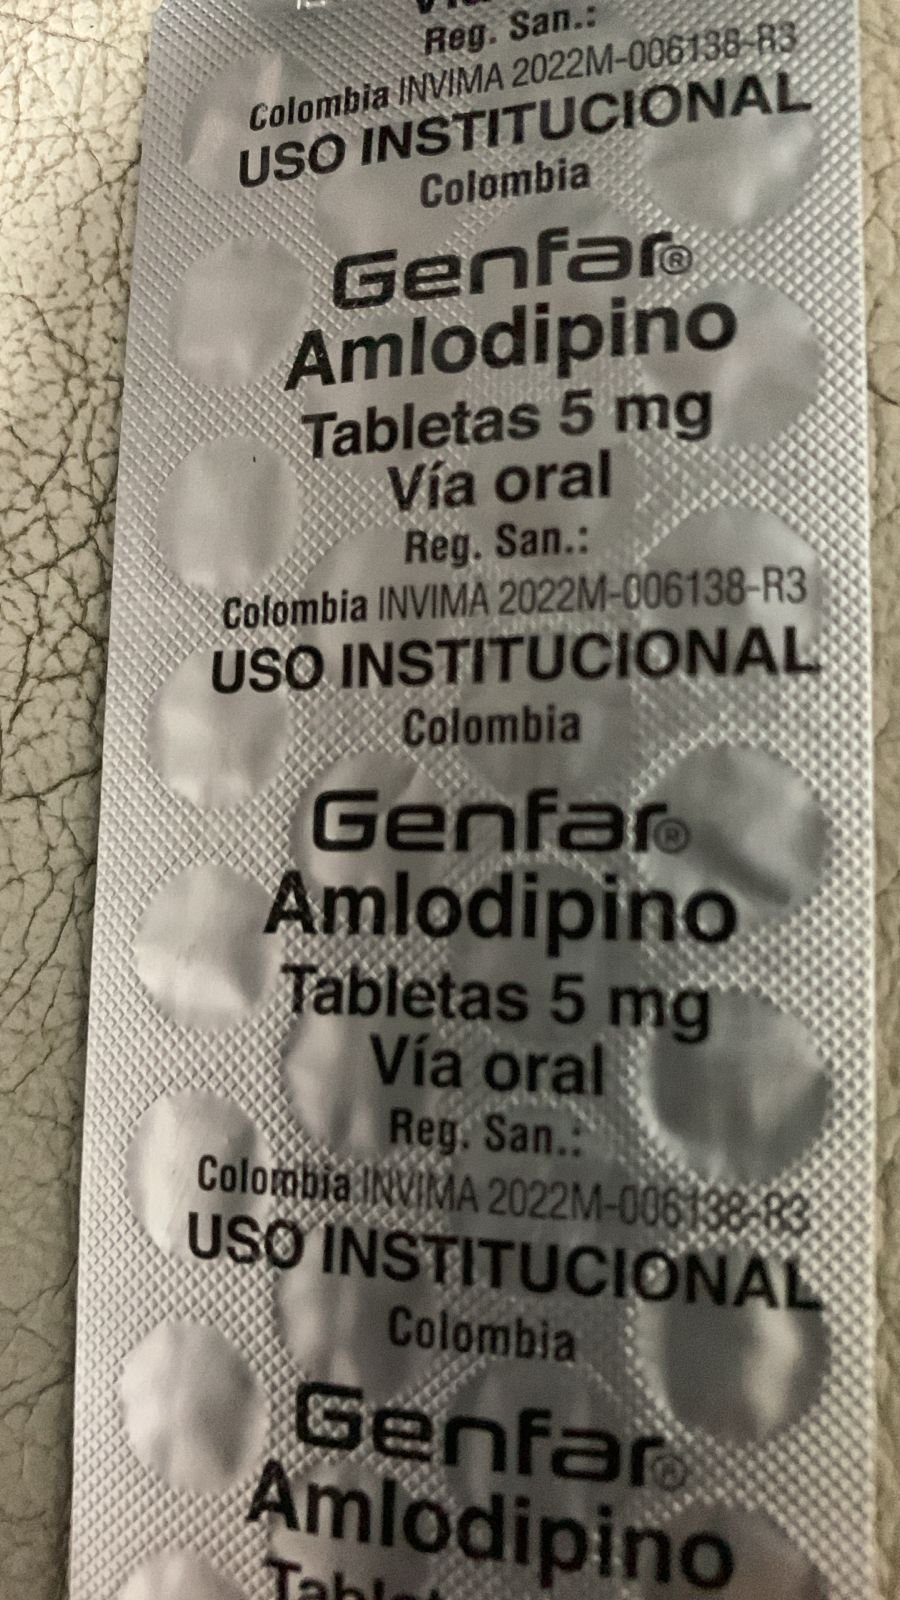 Reg. San.:
Colombia INVIMA 2022M-006138-R3
USO INSTITUCIONAL
Colombia
Genfar®
Amlodipino
Tabletas 5 mg
Vía oral
Reg. San.:
Colombia INVIMA 2022M-006138-R3
USO INSTITUCIONAL
Colombia
Genfar®
Amlodipino
Tabletas 5 mg
Vía oral
Reg. San.:
Colombia INVIMA 2022M-006138-R3
USO INSTITUCIONAL
Colombia
Genfar®
Amlodipino